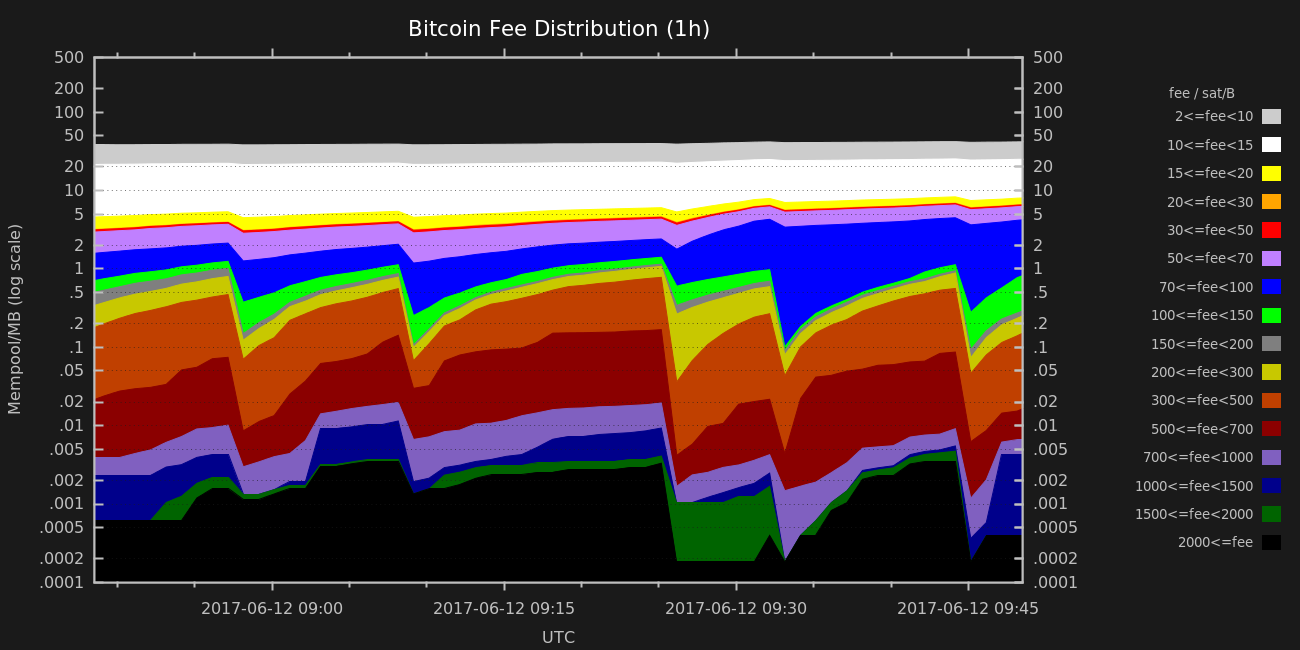 Bitcoin Fee Distribution (1h)
500
200
100
50
20
10
5
2
1
.5
.2
.1
.05
.02
.01
.005
.002
.001
.0005
.0002
.0001
Mempool/MB (log scale)
500
200
100
50
20
10
5
2
1
.5
.2
.1
.05
.02
.01
.005
.002
.001
.0005
.0002
.0001
2017-06-12 09:00
2017-06-12 09:15
2017-06-12 09:30
2017-06-12 09:45
UTC
fee / sat/B
2<=fee<10
10<=fee<15
15<=fee<20
20<=fee<30
30<=fee<50
50<=fee<70
70<=fee<100
100<=fee<150
150<=fee<200
200<=fee<300
300<=fee<500
500<=fee<700
700<=fee<1000
1000<=fee<1500
1500<=fee<2000
2000<=fee